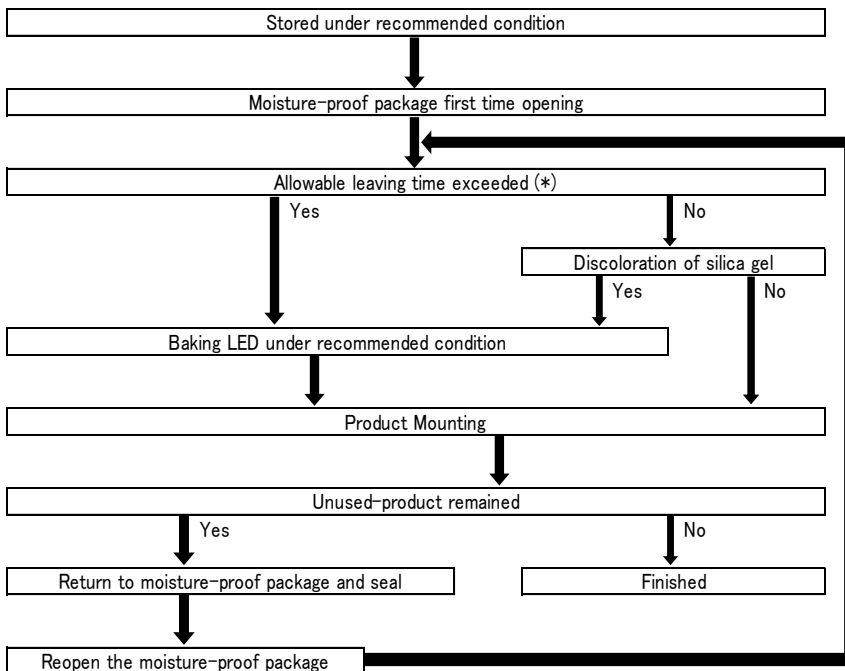 Stored under recommended condition
Moisture-proof package first time opening
Allowable leaving time exceeded (*)
Yes
No
Discoloration of silica gel
Yes
No
Baking LED under recommended condition
Product Mounting
Unused-product remained
Yes
No
Return to moisture-proof package and seal
Finished
Reopen the moisture-proof package